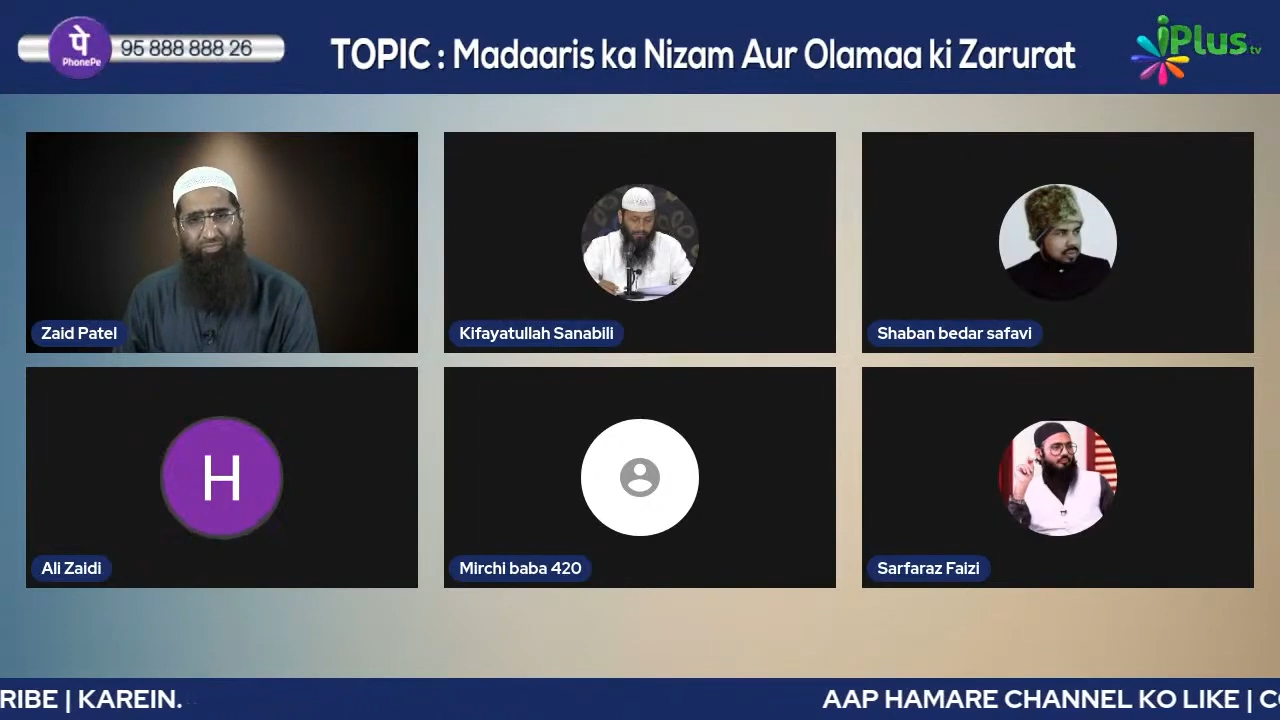 पे
PhonePe
95 888 888 26
TOPIC : Madaaris ka Nizam Aur Olamaa ki Zarurat
iPlus tv
Zaid Patel
Kifayatullah Sanabili
Shaban bedar safavi
H
Ali Zaidi
Mirchi baba 420
Sarfaraz Faizi
RIBE | KAREIN.
AAP HAMARE CHANNEL KO LIKE | C